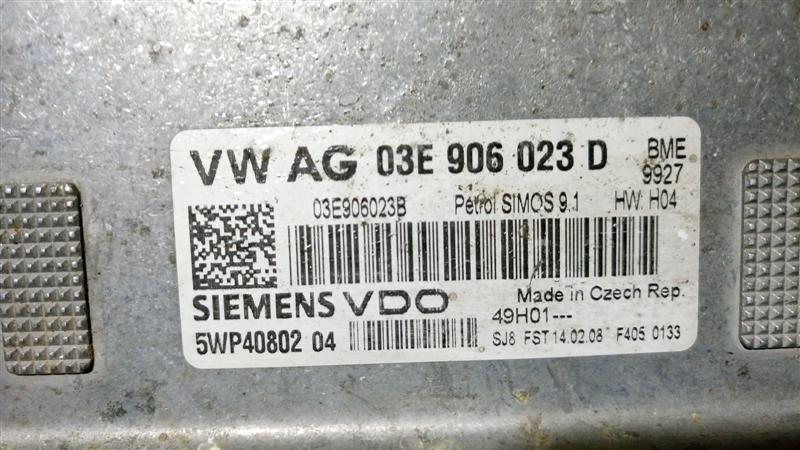 VW AG 03E 906 023 D BME 9927
03E906023B Petrol SIMOS 9.1 HW: H04
SIEMENS VDO Made in Czech Rep.
49H01---
5WP40802 04 SJ8 FST 14.02.08 F405 0133